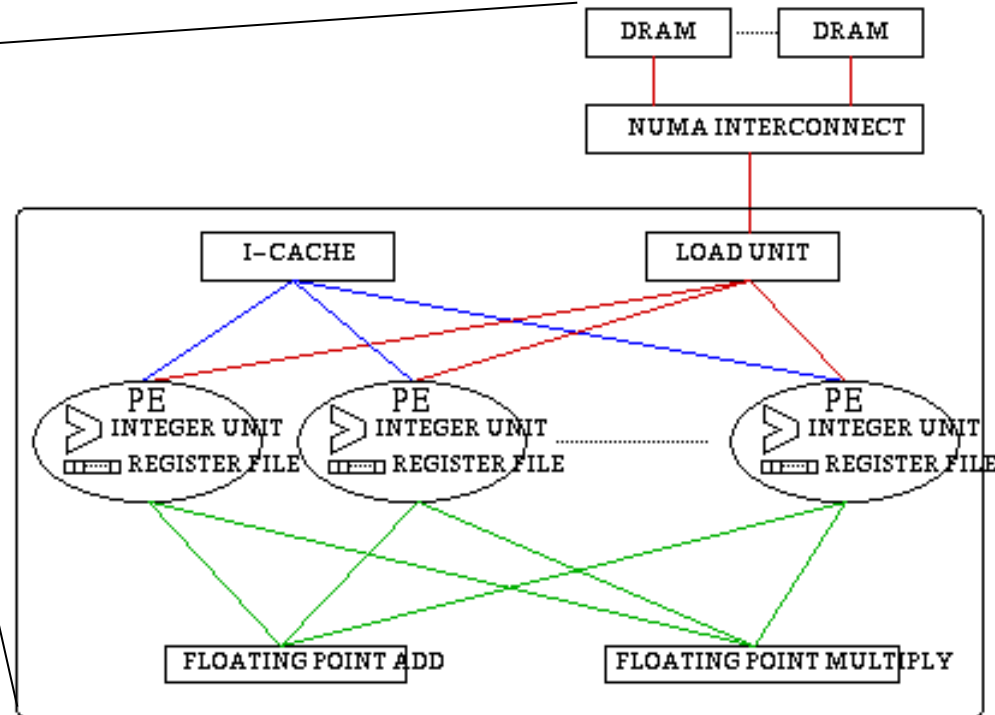 DRAM DRAM
NUMA INTERCONNECT
I-CACHE LOAD UNIT
PE PE PE
INTEGER UNIT INTEGER UNIT INTEGER UNIT
REGISTER FILE REGISTER FILE REGISTER FILE
FLOATING POINT ADD FLOATING POINT MULTIPLY